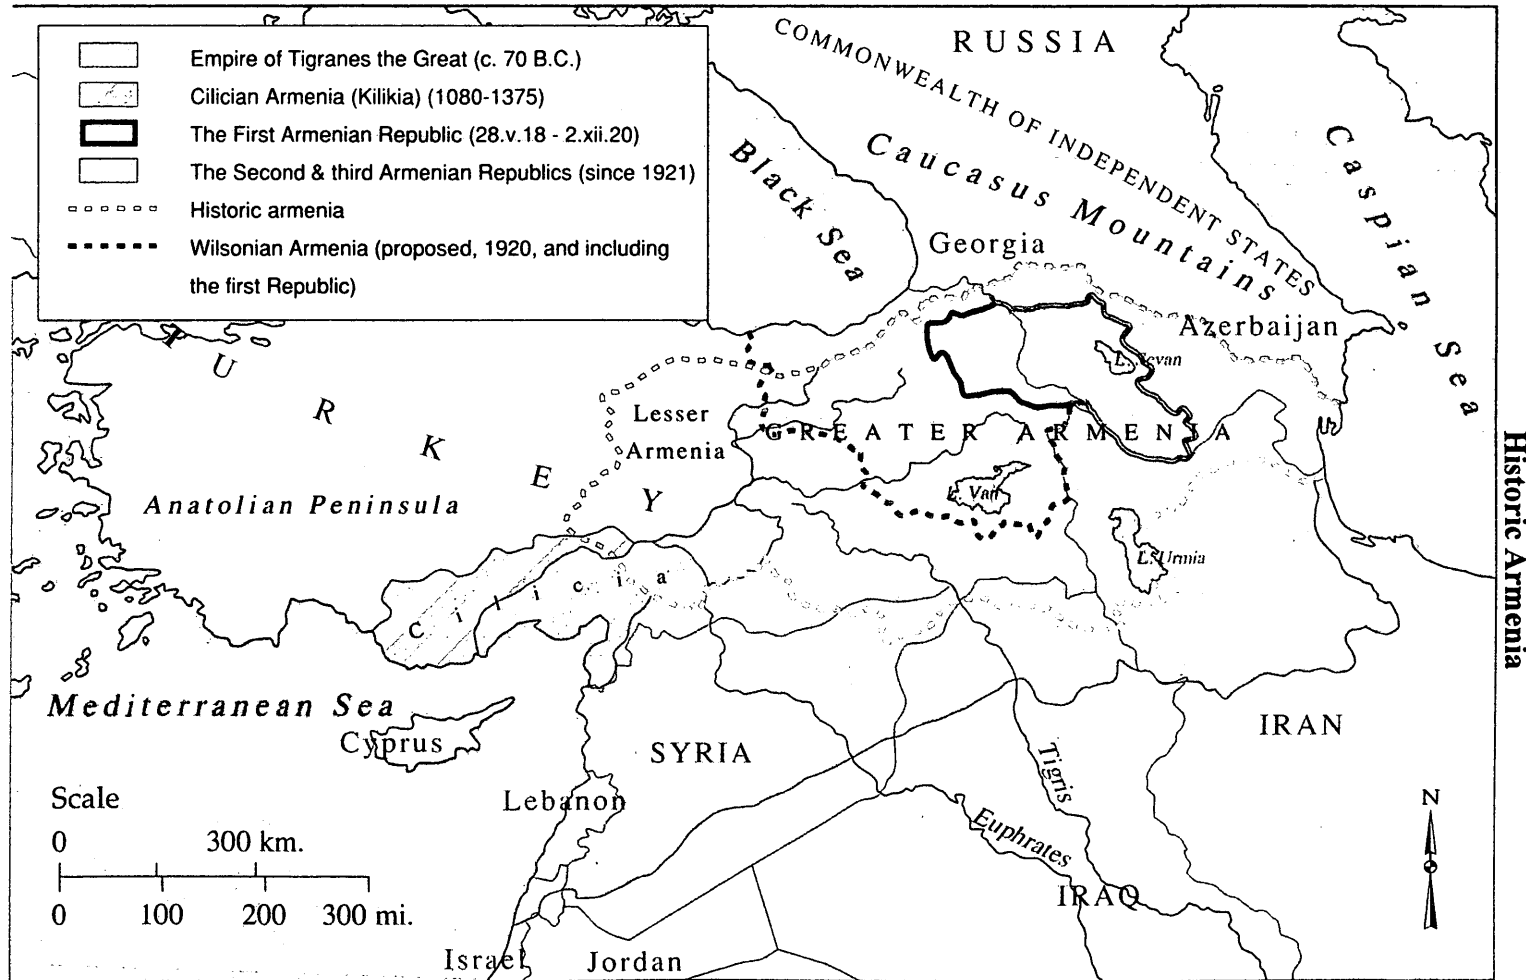 Empire of Tigranes the Great (c. 70 B.C.)
Cilician Armenia (Kilikia) (1080-1375)
The First Armenian Republic (28.v.18 - 2.xii.20)
The Second & third Armenian Republics (since 1921)
Historic armenia
Wilsonian Armenia (proposed, 1920, and including
the first Republic)
RUSSIA
COMMONWEALTH OF INDEPENDENT STATES
Caucasus Mountains
Black Sea
Caspian Sea
Georgia
Azerbaijan
L. Sevan
TURKEY
Lesser
Armenia
GREATER ARMENIA
Anatolian Peninsula
L. Van
L. Urmia
Cilicia
Mediterranean Sea
Cyprus
SYRIA
IRAN
Tigris
Lebanon
Euphrates
IRAQ
Israel
Jordan
Scale
0 300 km.
0 100 200 300 mi.
N
Historic Armenia